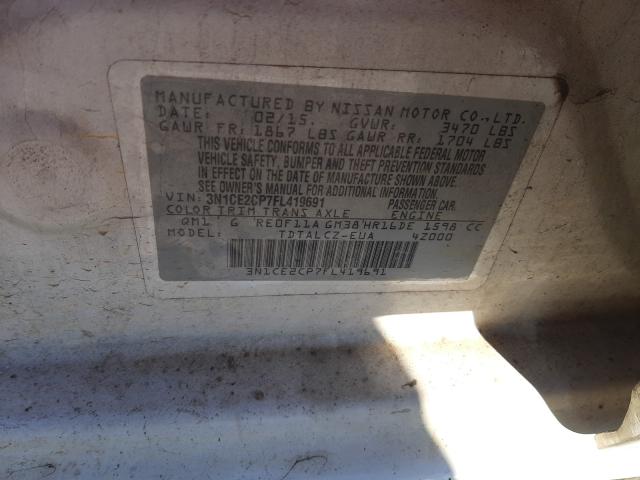 MANUFACTURED BY NISSAN MOTOR CO.,LTD.
DATE: 02/15. GVWR: 3470 LBS
GAWR FR: 1867 LBS GAWR RR: 1704 LBS
THIS VEHICLE CONFORMS TO ALL APPLICABLE FEDERAL MOTOR
VEHICLE SAFETY, BUMPER AND THEFT PREVENTION STANDARDS
IN EFFECT ON THE DATE OF MANUFACTURE SHOWN ABOVE.
SEE OWNER'S MANUAL FOR ADDITIONAL INFORMATION
VIN: 3N1CE2CP7FL419691 PASSENGER CAR.
COLOR TRIM TRANS AXLE ENGINE
QM1 G RE0F11A GM38 HR16DE 1598 CC
TDTALCZ-EUA 42000
3N1CE2CP7FL419691